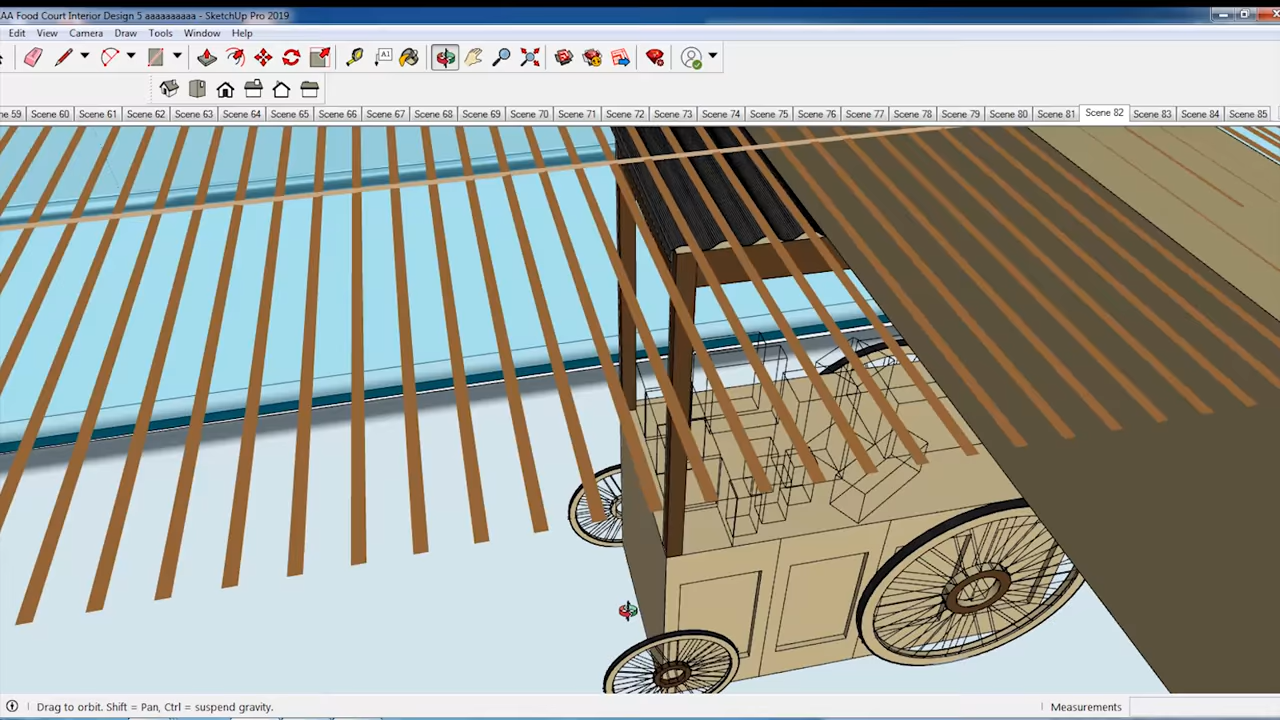 AA Food Court Interior Design 5 aaaaaaaaaa - SketchUp Pro 2019
Edit View Camera Draw Tools Window Help
A1
ne 59 Scene 60 Scene 61 Scene 62 Scene 63 Scene 64 Scene 65 Scene 66 Scene 67 Scene 68 Scene 69 Scene 70 Scene 71 Scene 72 Scene 73 Scene 74 Scene 75 Scene 76 Scene 77 Scene 78 Scene 79 Scene 80 Scene 81 Scene 82 Scene 83 Scene 84 Scene 85
Drag to orbit. Shift = Pan, Ctrl = suspend gravity. Measurements